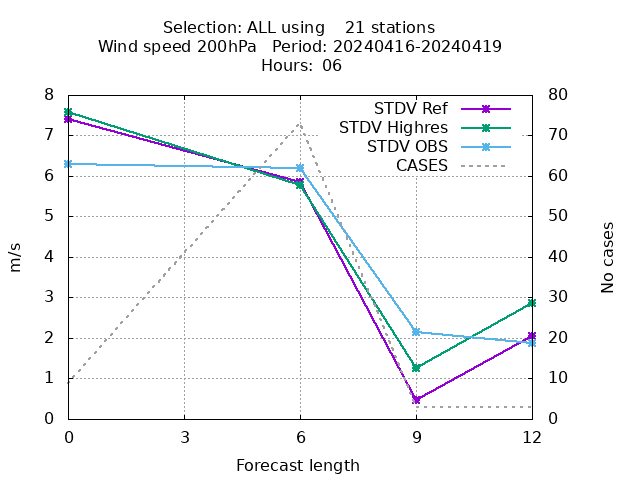 Selection: ALL using    21 stations
Wind speed 200hPa   Period: 20240416-20240419
Hours: 06
STDV Ref
STDV Highres
STDV OBS
CASES
8
7
6
5
4
3
2
1
0
m/s
80
70
60
50
40
30
20
10
0
No cases
0 3 6 9 12
Forecast length